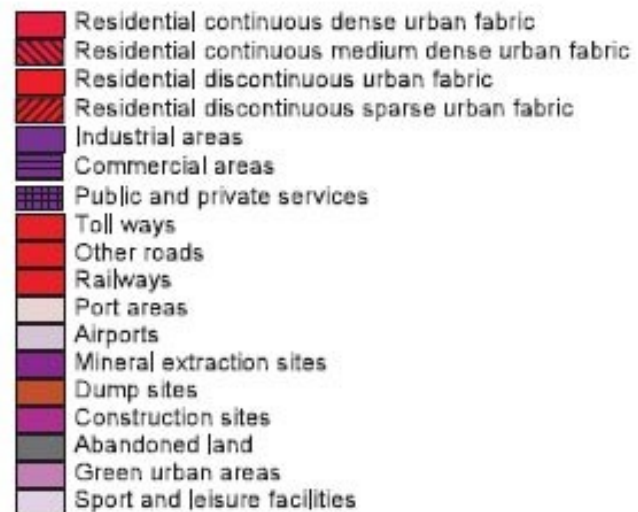 Residential continuous dense urban fabric
Residential continuous medium dense urban fabric
Residential discontinuous urban fabric
Residential discontinuous sparse urban fabric
Industrial areas
Commercial areas
Public and private services
Toll ways
Other roads
Railways
Port areas
Airports
Mineral extraction sites
Dump sites
Construction sites
Abandoned land
Green urban areas
Sport and leisure facilities